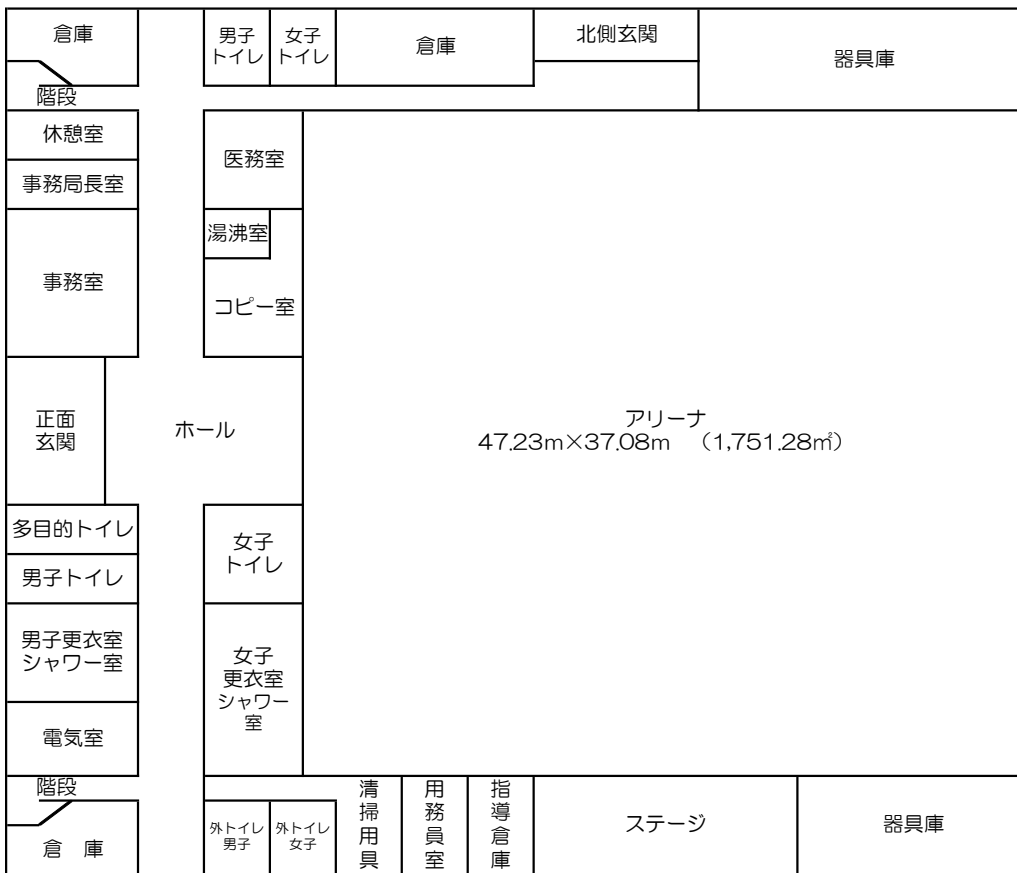 倉庫
男子
トイレ
女子
トイレ
倉庫
北側玄関
器具庫
階段
休憩室
医務室
事務局長室
湯沸室
事務室
コピー室
正面
玄関
ホール
アリーナ
47.23m×37.08m　（1,751.28㎡）
多目的トイレ
女子
トイレ
男子トイレ
男子更衣室
シャワー室
女子
更衣室
シャワー
室
電気室
階段
倉　庫
外トイレ
男子
外トイレ
女子
清掃用具
用務員室
指導倉庫
ステージ
器具庫